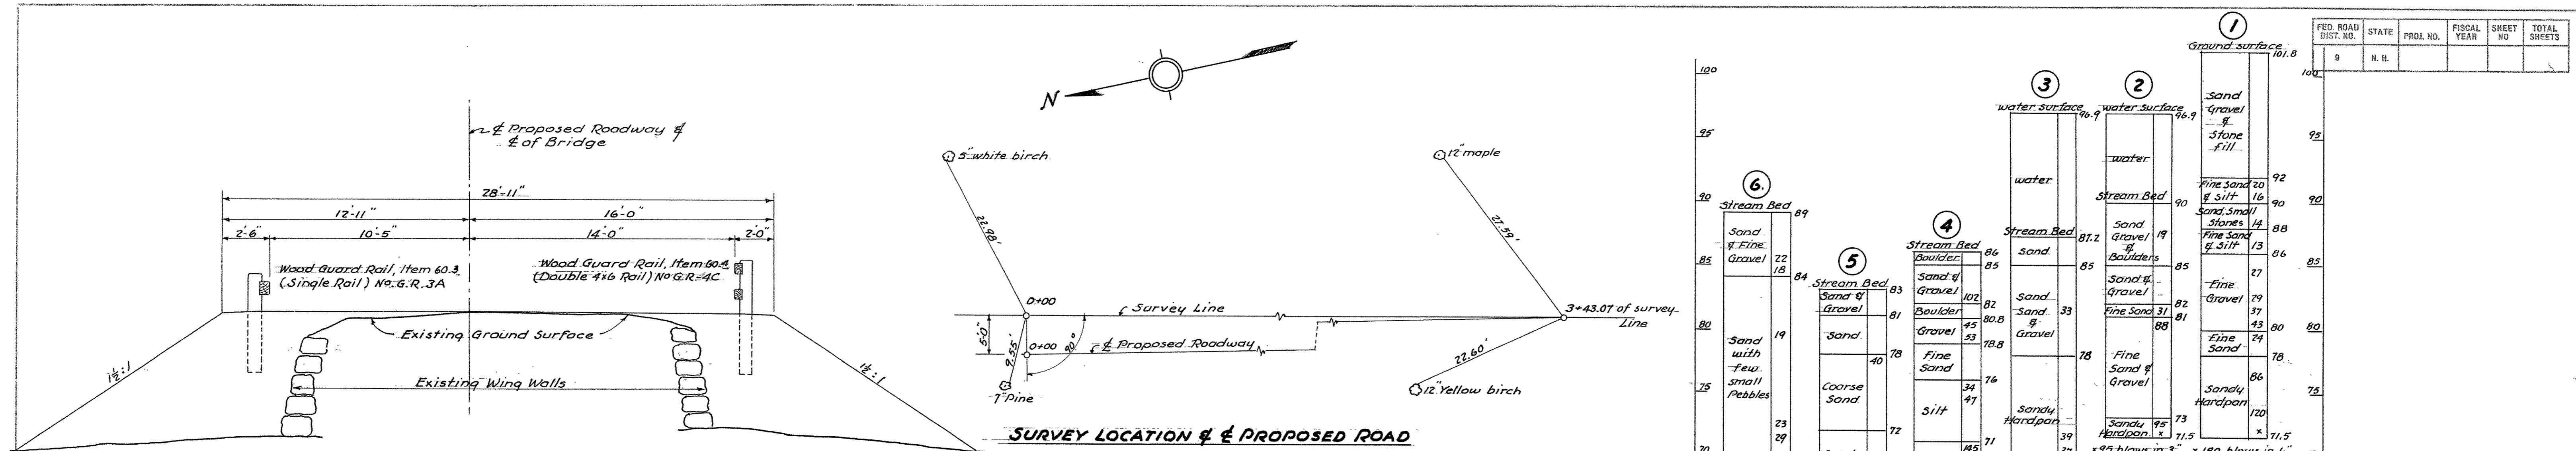 FED. ROAD DIST. NO.
STATE
PROJ. NO.
FISCAL YEAR
SHEET NO
TOTAL SHEETS
9
N. H.
N
℄ Proposed Roadway &
℄ of Bridge
28'-11"
12'-11"
16'-0"
2'-6"
10'-5"
14'-0"
2'-0"
Wood Guard Rail, Item 60.3
(Single Rail) No. G.R. 3A
Wood Guard Rail, Item 60.4
(Double 4x6 Rail) No G.R.-4C
Existing Ground Surface
Existing Wing Walls
1½:1
1½:1
5" white birch
12" maple
22.98'
27.59'
0+00
Survey Line
3+43.07 of survey
Line
5'-0"
9.55'
0+00
90°
℄ Proposed Roadway
22.60'
7" Pine
12" Yellow birch
SURVEY LOCATION & ℄ PROPOSED ROAD
100
95
90
85
80
75
70
6.
Stream Bed
89
Sand
& Fine
Gravel
22
18
84
Sand
with
few
small
Pebbles
19
23
29
5
Stream Bed
83
Sand &
Gravel
81
Sand
78
40
Coarse
Sand
72
4
Stream Bed
86
Boulder
85
Sand &
Gravel
102
82
Boulder
80.8
Gravel
45
53
78.8
Fine
Sand
76
34
47
Silt
71
145
3
water surface
96.9
water
Stream Bed
87.2
Sand
85
Sand
Sand
&
Gravel
33
78
Sandy
Hardpan
39
2
water surface
96.9
water
Stream Bed
90
Sand
Gravel
&
Boulders
19
85
Sand &
Gravel
82
Fine Sand 31
81
88
Fine
Sand &
Gravel
73
Sandy
Hardpan
95
x
71.5
x 95 blows in 3"
1
Ground surface
101.8
Sand
Gravel
&
Stone
fill
92
Fine Sand
& Silt
20
16
90
Sand, Small
Stones
14
88
Fine Sand
& Silt
13
86
27
Fine
Gravel
29
37
43
80
Fine
Sand
24
78
86
Sandy
Hardpan
120
x
71.5
100
95
90
85
80
75